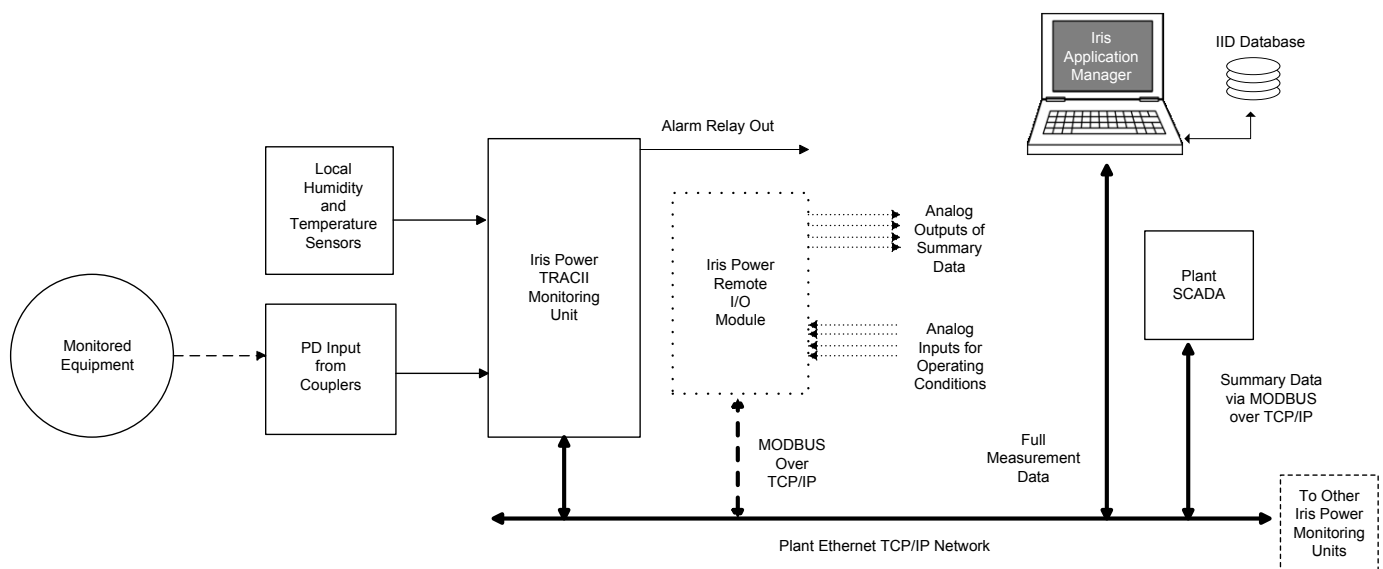 Iris
Application
Manager
IID Database
Alarm Relay Out
Local
Humidity
and
Temperature
Sensors
Iris Power
TRACII
Monitoring
Unit
Iris Power
Remote
I/O
Module
Analog
Outputs of
Summary
Data
Plant
SCADA
Monitored
Equipment
PD Input
from
Couplers
Analog
Inputs for
Operating
Conditions
Summary Data
via MODBUS
over TCP/IP
MODBUS
Over
TCP/IP
Full
Measurement
Data
To Other
Iris Power
Monitoring
Units
Plant Ethernet TCP/IP Network